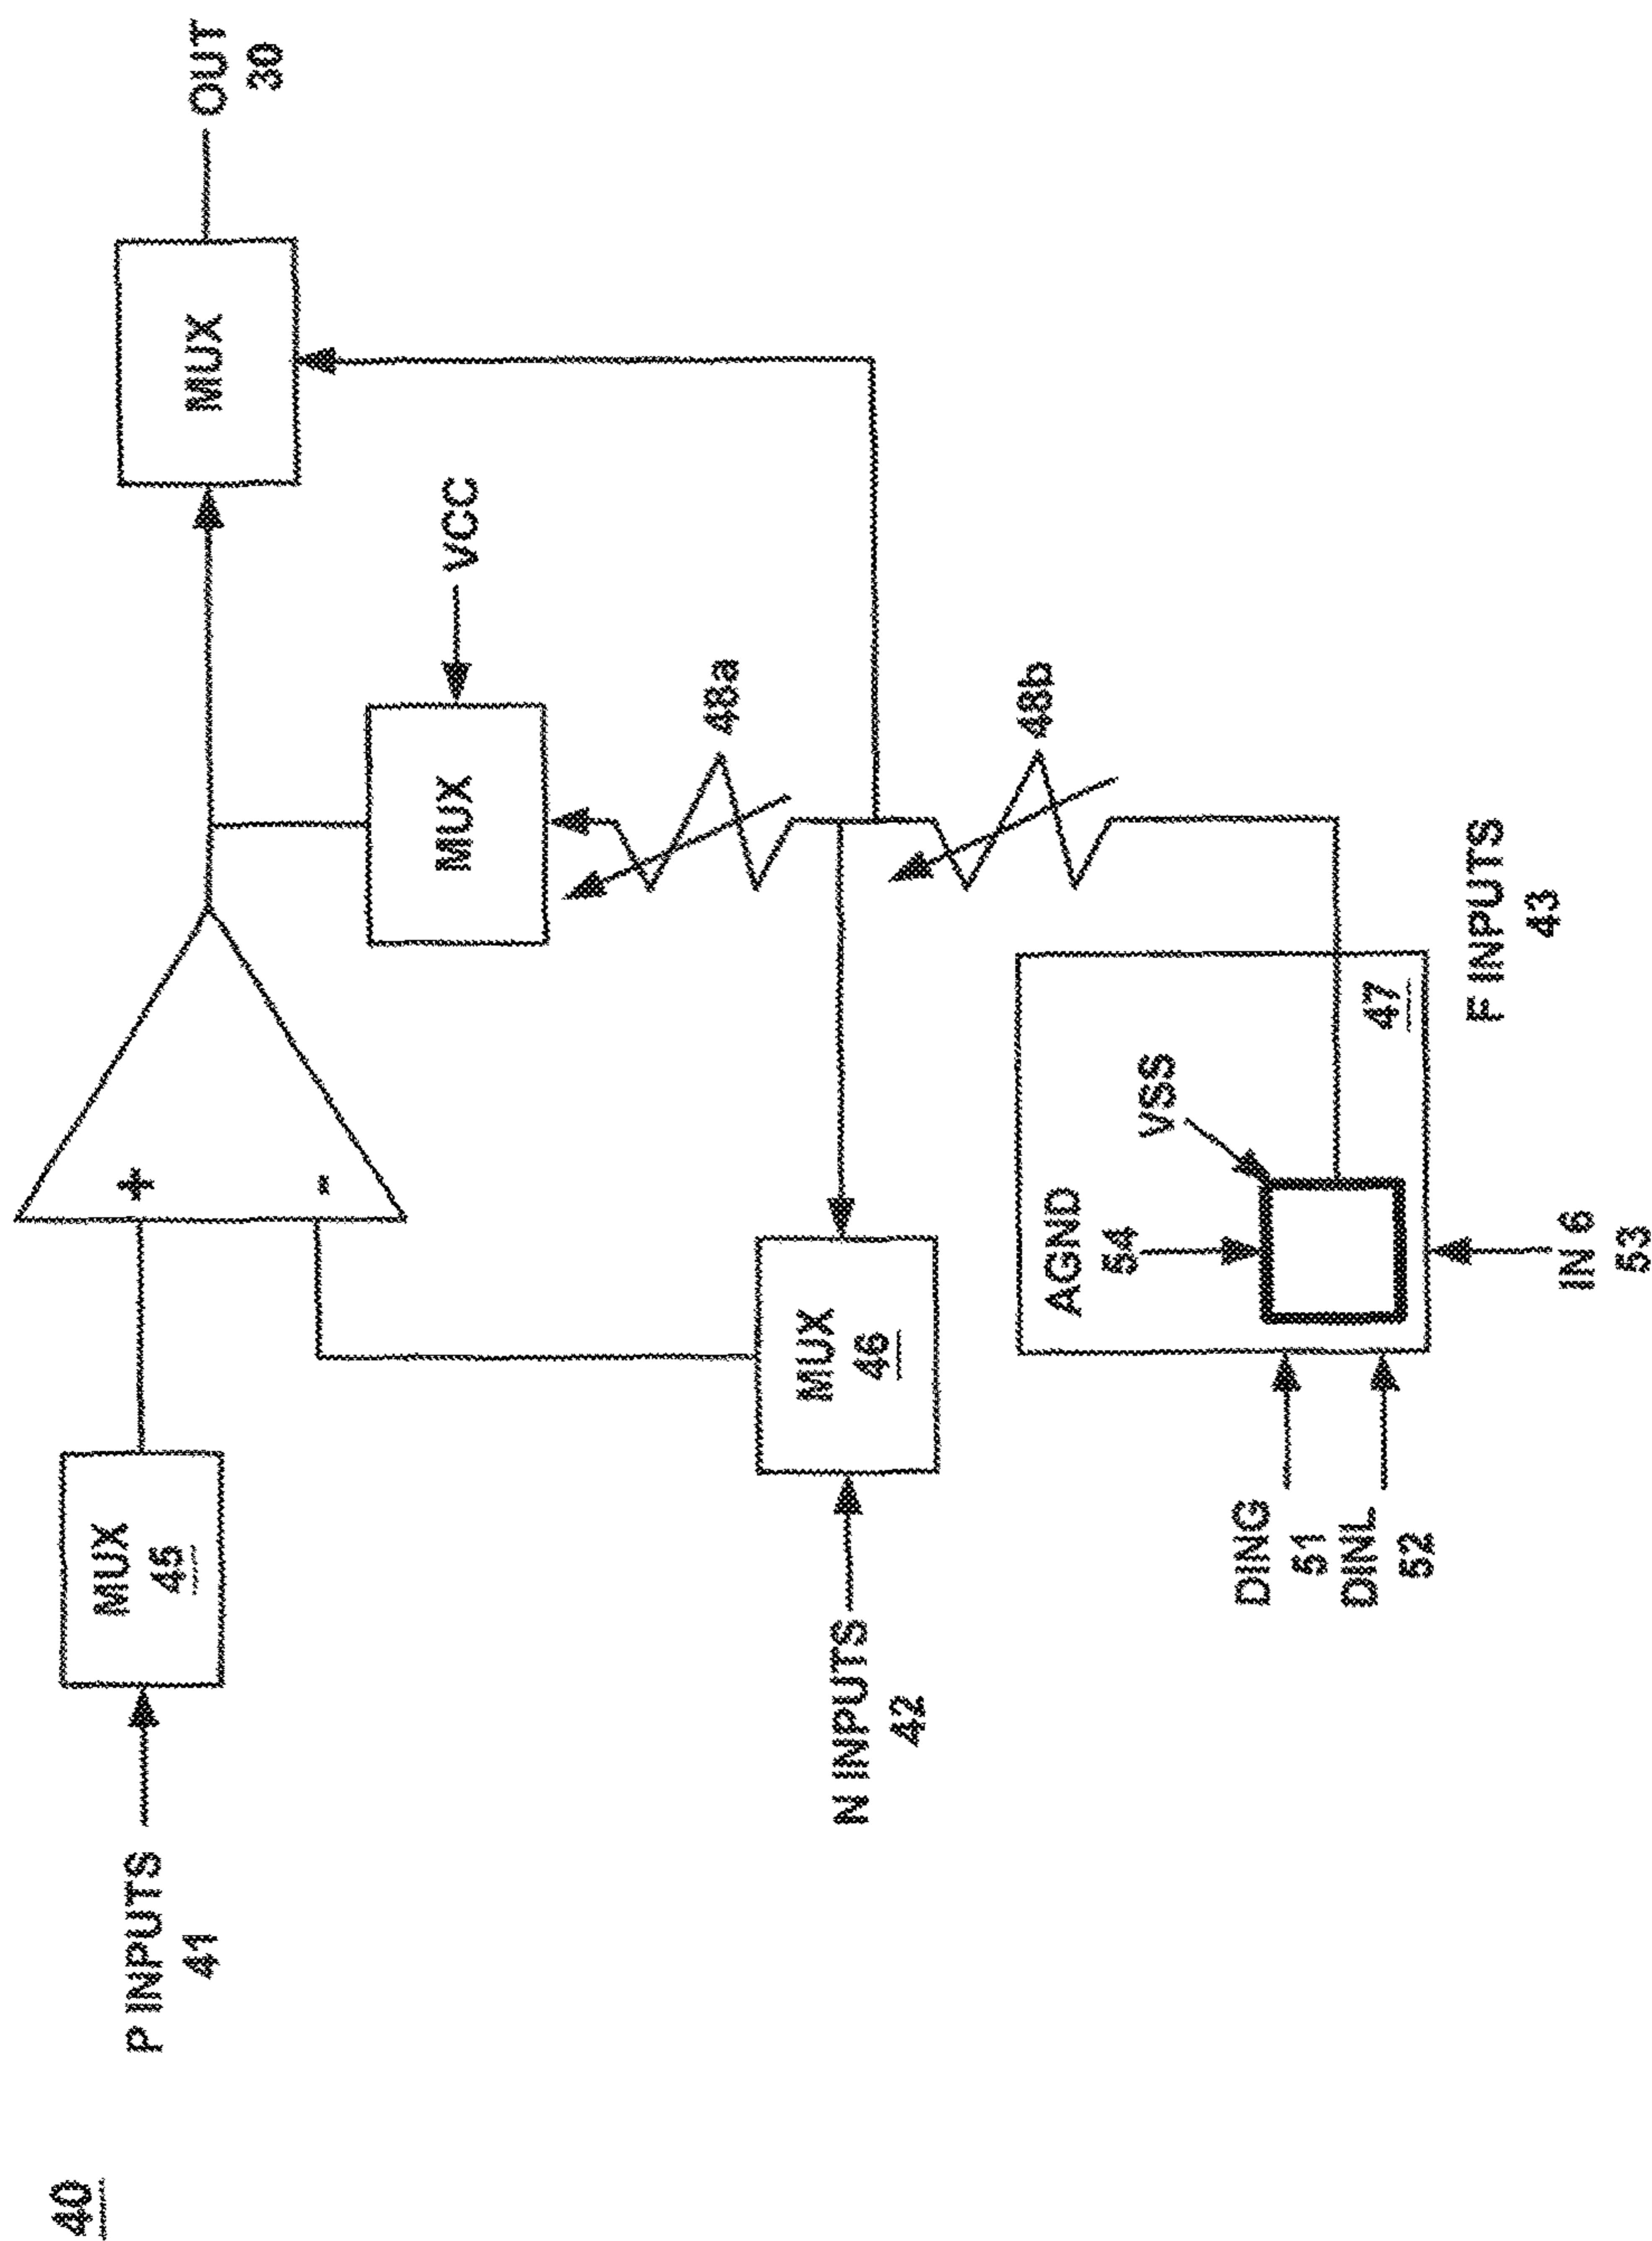 40
P INPUTS
41
MUX
45
+
-
MUX
OUT
30
MUX
VCC
48a
N INPUTS
42
MUX
46
48b
DING
51
DINL
52
AGND
54
VSS
47
IN 6
53
F INPUTS
43